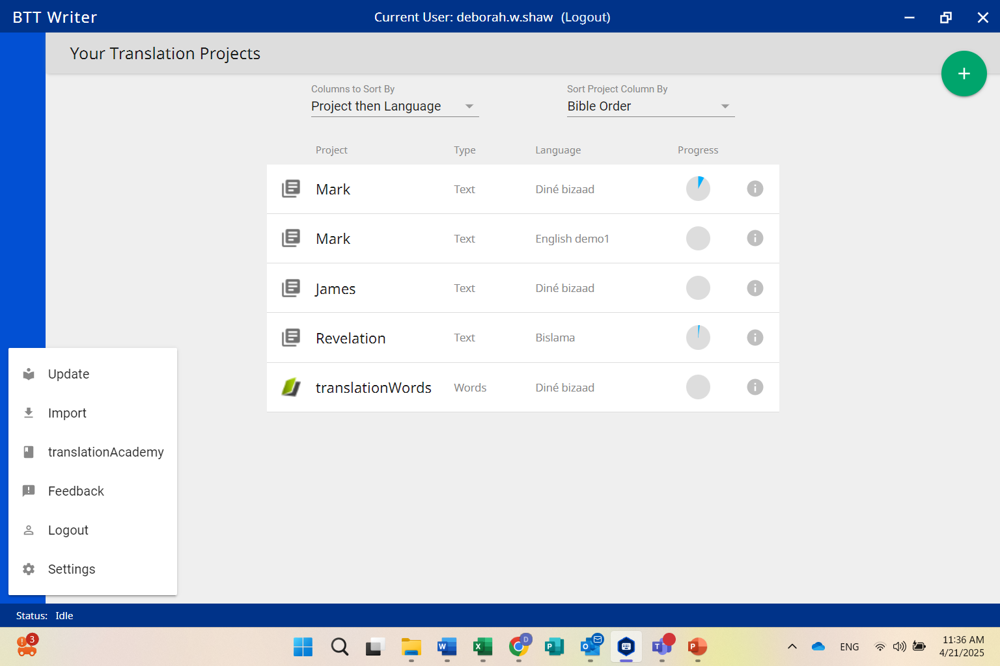 BTT Writer
Current User: deborah.w.shaw (Logout)
Your Translation Projects
+
Columns to Sort By
Project then Language
Sort Project Column By
Bible Order
Project Type Language Progress
Mark Text Diné bizaad
Mark Text English demo1
James Text Diné bizaad
Revelation Text Bislama
translationWords Words Diné bizaad
Update
Import
translationAcademy
Feedback
Logout
Settings
Status: Idle
3
W
X
D
P
O
T
P
ENG
11:36 AM
4/21/2025